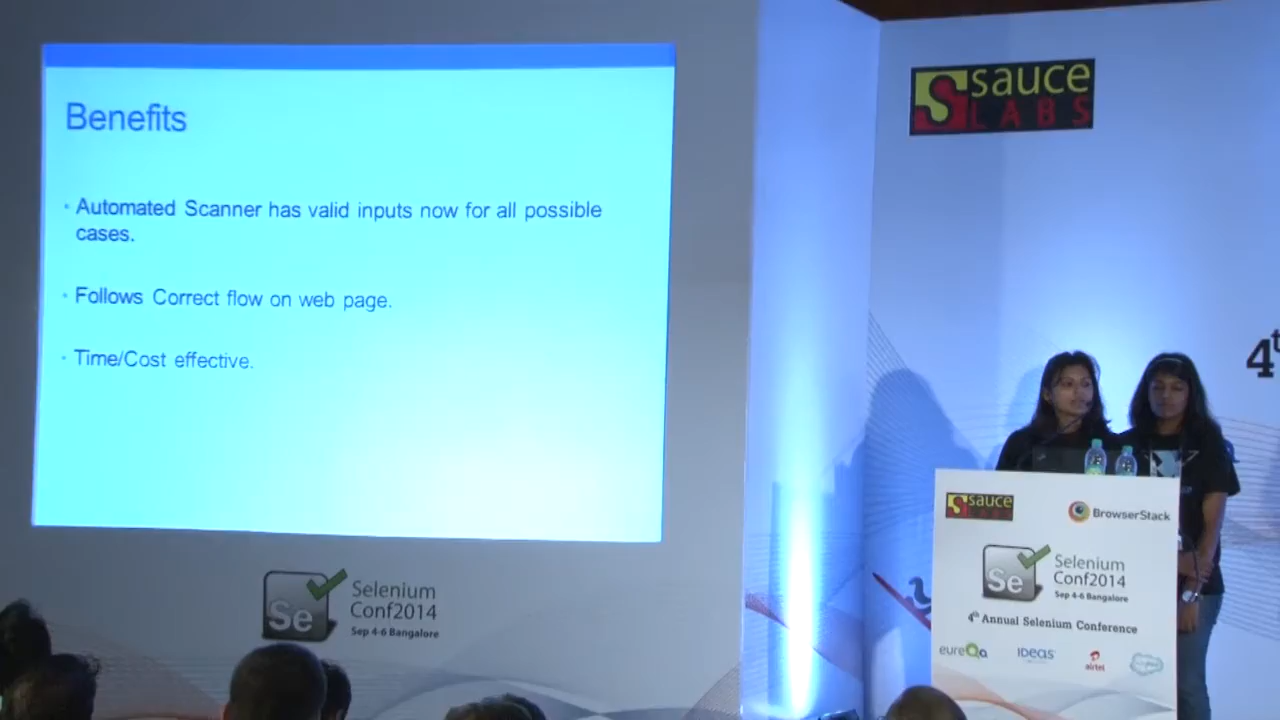 Benefits
• Automated Scanner has valid inputs now for all possible
cases.
• Follows Correct flow on web page.
• Time/Cost effective.
Se
Selenium
Conf2014
Sep 4-6 Bangalore
sauce
LABS
4t
sauce
LABS
BrowserStack
Se
Selenium
Conf2014
Sep 4-6 Bangalore
4th Annual Selenium Conference
eureQa
IDEAS
airtel